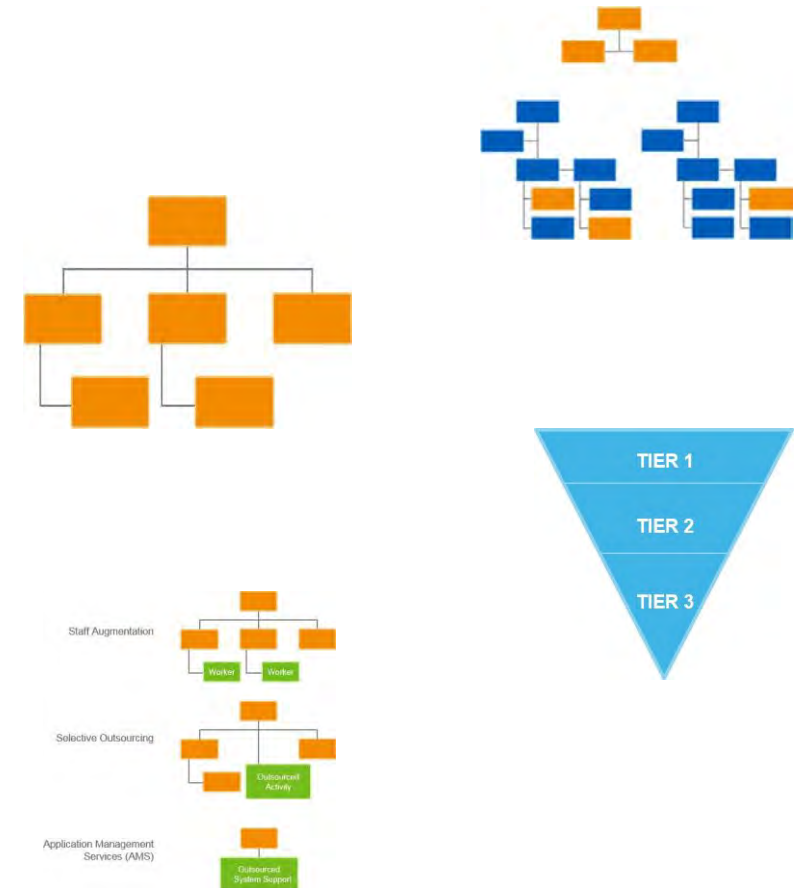 TIER 1
TIER 2
TIER 3
Staff Augmentation
Worker
Worker
Selective Outsourcing
Outsourced
Activity
Application Management
Services (AMS)
Outsourced
System Support